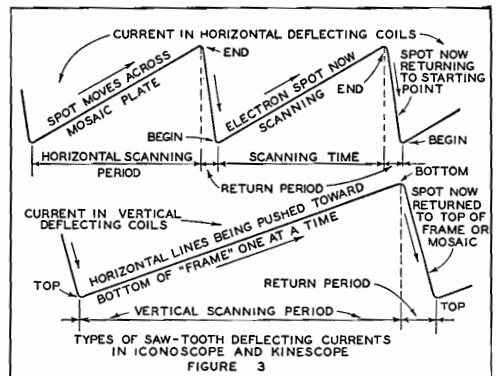 CURRENT IN HORIZONTAL DEFLECTING COILS
END
SPOT MOVES ACROSS
MOSAIC PLATE
ELECTRON SPOT NOW
SCANNING
END
SPOT NOW
RETURNING
TO STARTING
POINT
BEGIN
BEGIN
HORIZONTAL SCANNING
PERIOD
SCANNING TIME
RETURN PERIOD
BOTTOM
CURRENT IN VERTICAL
DEFLECTING COILS
HORIZONTAL LINES BEING PUSHED TOWARD
BOTTOM OF "FRAME" ONE AT A TIME
SPOT NOW
RETURNED
TO TOP OF
FRAME OR
MOSAIC
TOP
RETURN PERIOD
TOP
VERTICAL SCANNING PERIOD
TYPES OF SAW-TOOTH DEFLECTING CURRENTS
IN ICONOSCOPE AND KINESCOPE
FIGURE 3